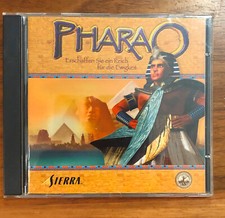 PHARAO
Erschaffen Sie ein Reich
für die Ewigkeit.
SIERRA